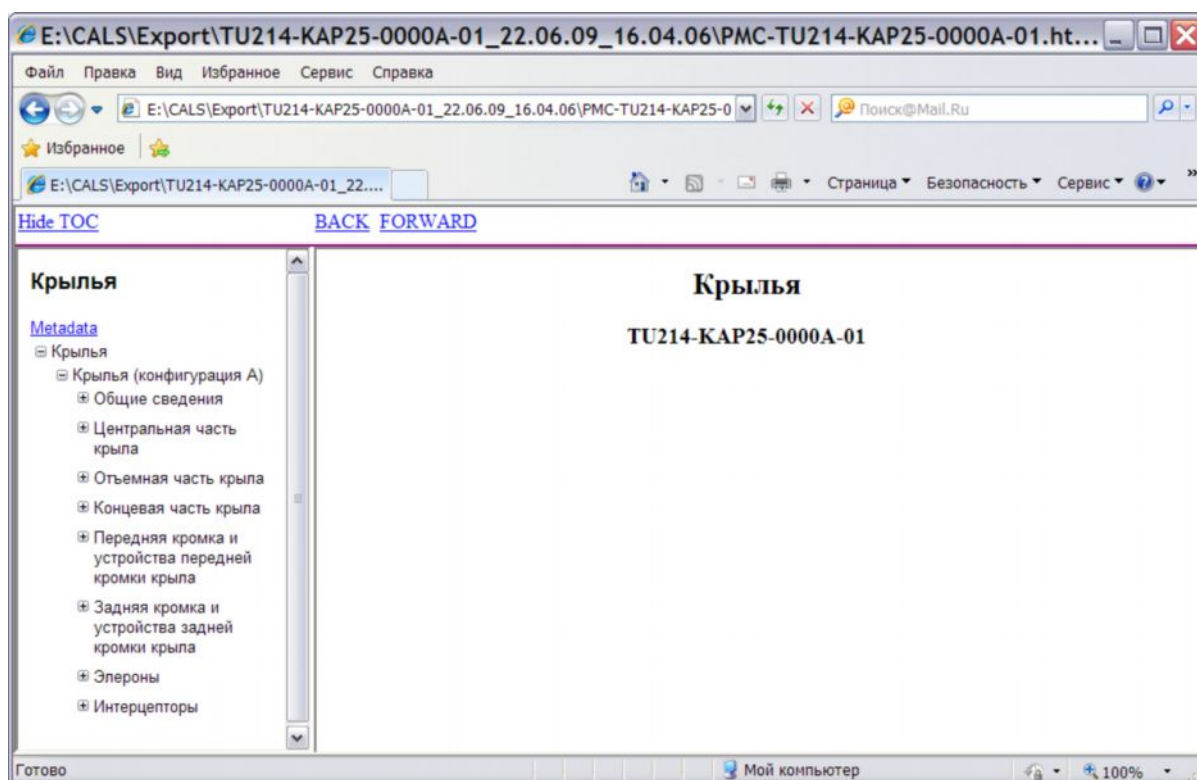 E:\CALS\Export\TU214-KAP25-0000A-01_22.06.09_16.04.06\PMC-TU214-KAP25-0000A-01.ht...
Файл Правка Вид Избранное Сервис Справка
E:\CALS\Export\TU214-KAP25-0000A-01_22.06.09_16.04.06\PMC-TU214-KAP25-0 Поиск@Mail.Ru
Избранное
E:\CALS\Export\TU214-KAP25-0000A-01_22.... Страница Безопасность Сервис »
Hide TOC BACK FORWARD
Крылья
Metadata
Крылья
Крылья (конфигурация А)
Общие сведения
Центральная часть
крыла
Отъемная часть крыла
Концевая часть крыла
Передняя кромка и
устройства передней
кромки крыла
Задняя кромка и
устройства задней
кромки крыла
Элероны
Интерцепторы
Крылья
TU214-KAP25-0000A-01
Готово Мой компьютер 100%